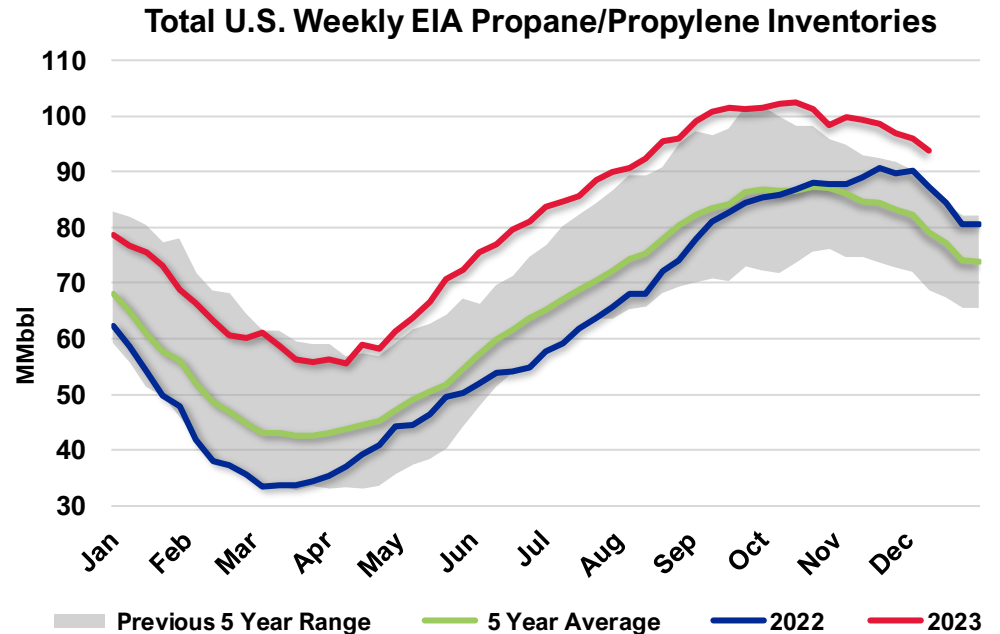 Total U.S. Weekly EIA Propane/Propylene Inventories
110
100
90
80
70
60
50
40
30
MMbbl
Jan
Feb
Mar
Apr
May
Jun
Jul
Aug
Sep
Oct
Nov
Dec
Previous 5 Year Range
5 Year Average
2022
2023